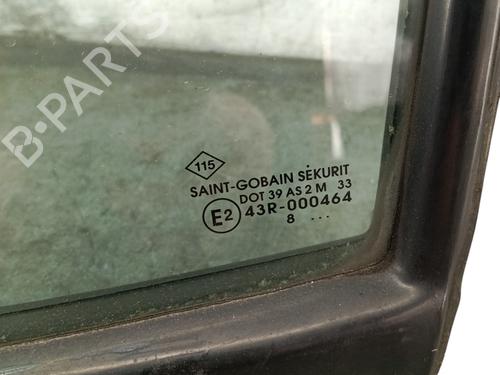 B-PARTS
115
SAINT-GOBAIN SEKURIT
DOT 39 AS 2 M 33
E2 43R-000464
8 ...